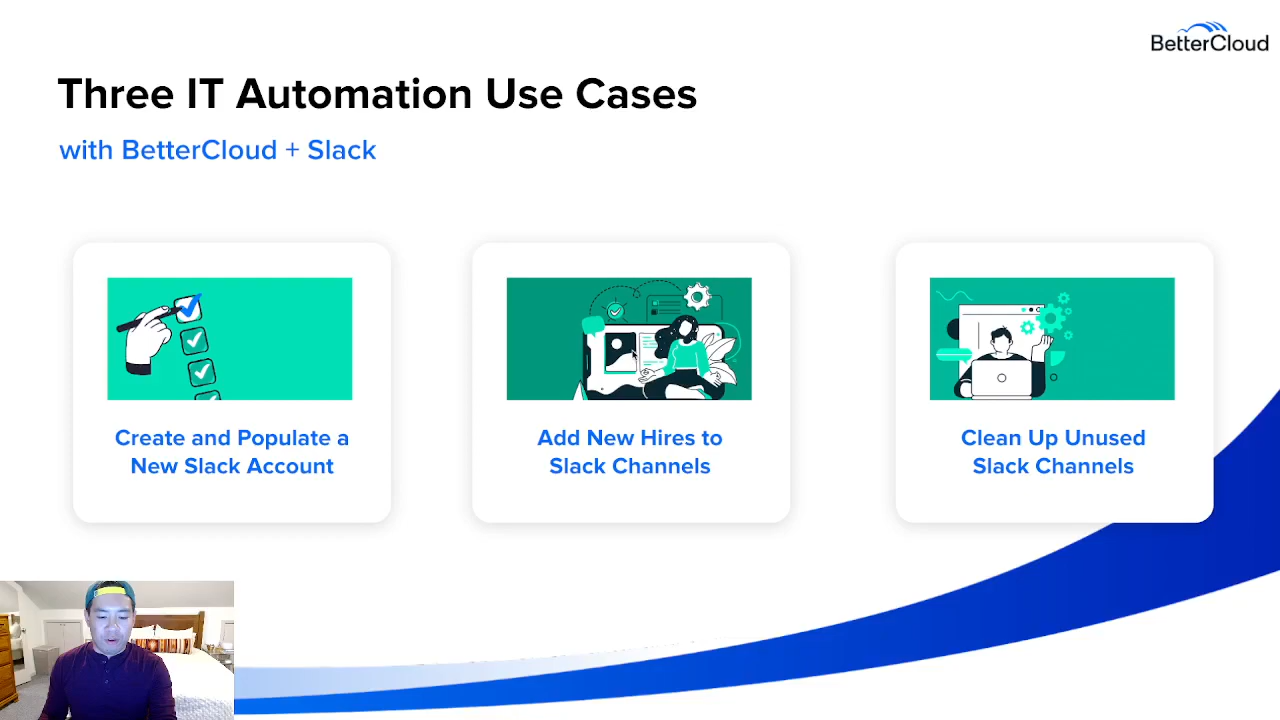 BetterCloud
Three IT Automation Use Cases
with BetterCloud + Slack
Create and Populate a
New Slack Account
Add New Hires to
Slack Channels
Clean Up Unused
Slack Channels